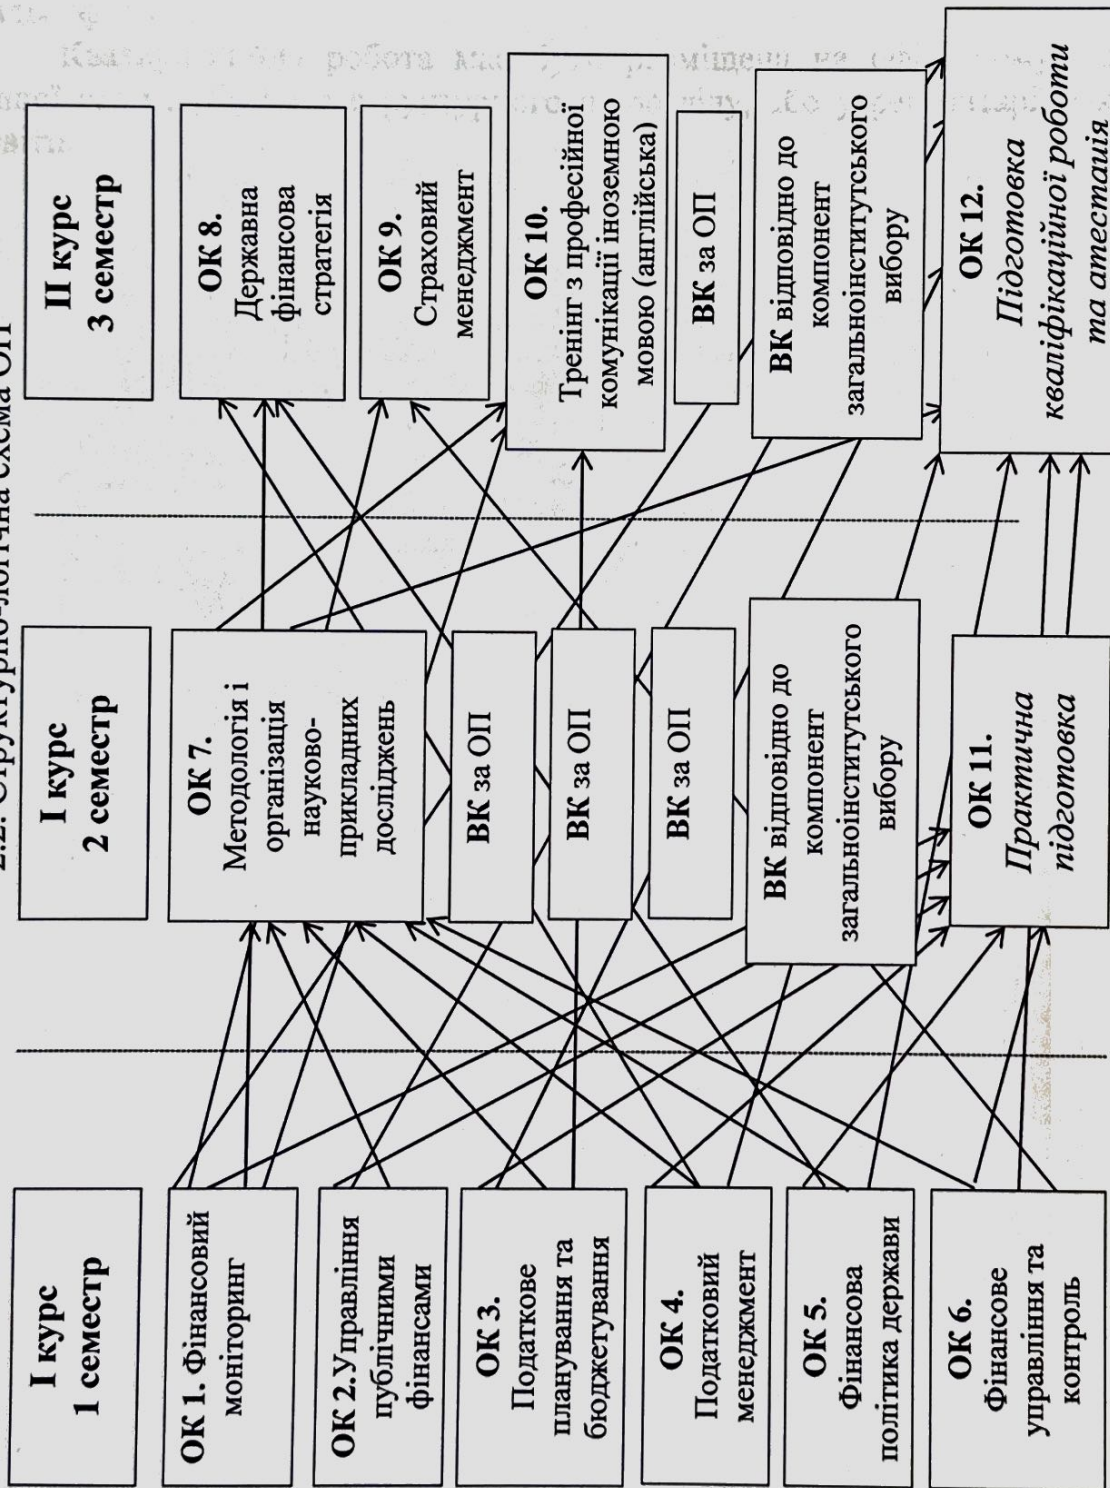 2.2. Структурно-логічна схема ОП
І курс
1 семестр
ОК 1. Фінансовий
моніторинг
ОК 2.Управління
публічними
фінансами
ОК 3.
Податкове
планування та
бюджетування
ОК 4.
Податковий
менеджмент
ОК 5.
Фінансова
політика держави
ОК 6.
Фінансове
управління та
контроль
І курс
2 семестр
ОК 7.
Методологія і
організація
науково-
прикладних
досліджень
ВК за ОП
ВК за ОП
ВК за ОП
ВК відповідно до
компонент
загальноінститутського
вибору
ОК 11.
Практична
підготовка
ІІ курс
3 семестр
ОК 8.
Державна
фінансова
стратегія
ОК 9.
Страховий
менеджмент
ОК 10.
Тренінг з професійної
комунікації іноземною
мовою (англійська)
ВК за ОП
ВК відповідно до
компонент
загальноінститутського
вибору
ОК 12.
Підготовка
кваліфікаційної роботи
та атестація
робота